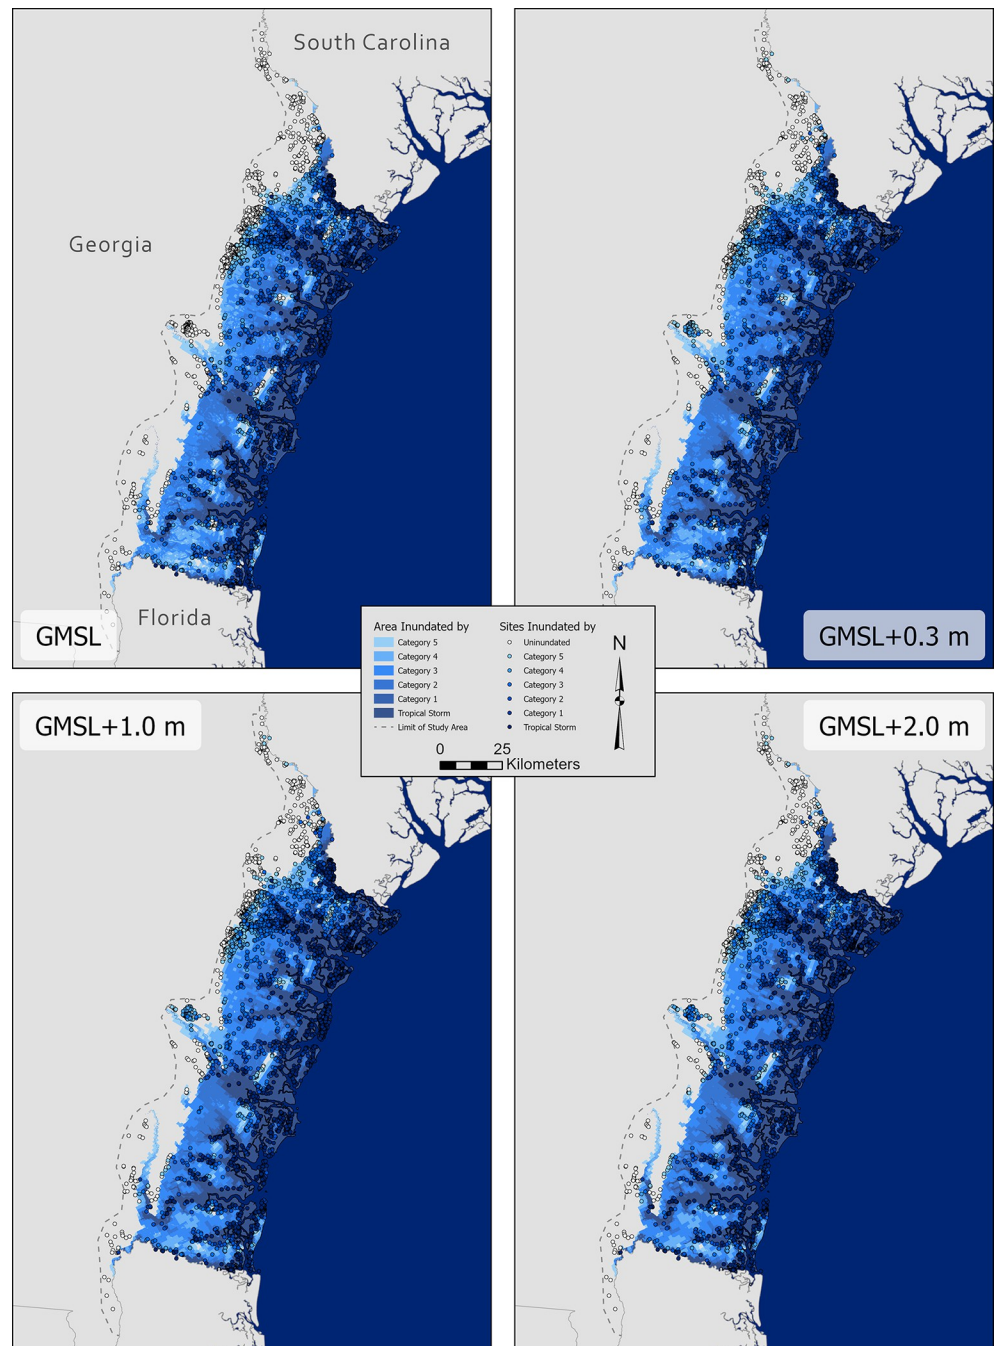 South Carolina
Georgia
Florida
GMSL
GMSL+0.3 m
Area Inundated by
Category 5
Category 4
Category 3
Category 2
Category 1
Tropical Storm
Limit of Study Area
Sites Inundated by
Uninundated
Category 5
Category 4
Category 3
Category 2
Category 1
Tropical Storm
N
0 25
Kilometers
GMSL+1.0 m
GMSL+2.0 m